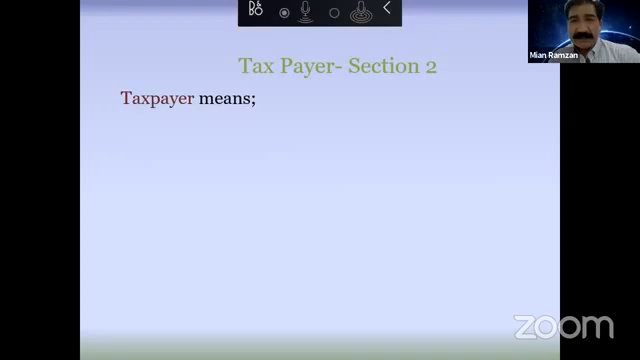 Mian Ramzan
Tax Payer- Section 2
Taxpayer means;
zoom